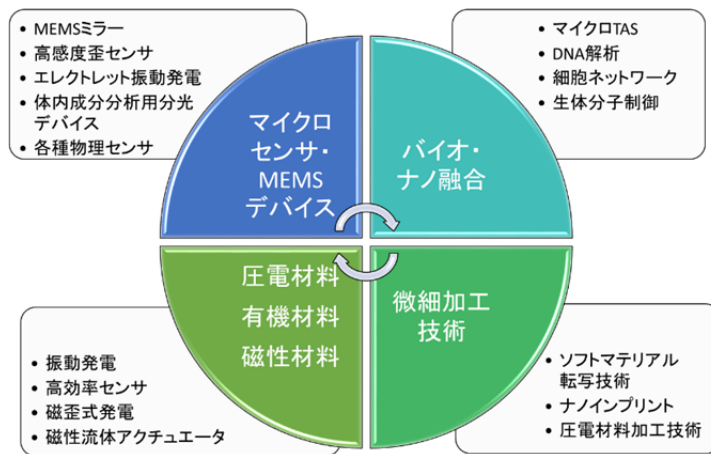 • MEMSミラー
• 高感度歪センサ
• エレクトレット振動発電
• 体内成分分析用分光
デバイス
• 各種物理センサ
• マイクロTAS
• DNA解析
• 細胞ネットワーク
• 生体分子制御
マイクロ
センサ・
MEMS
デバイス
バイオ・
ナノ融合
圧電材料
有機材料
磁性材料
微細加工
技術
• 振動発電
• 高効率センサ
• 磁歪式発電
• 磁性流体アクチュエータ
• ソフトマテリアル
転写技術
• ナノインプリント
• 圧電材料加工技術